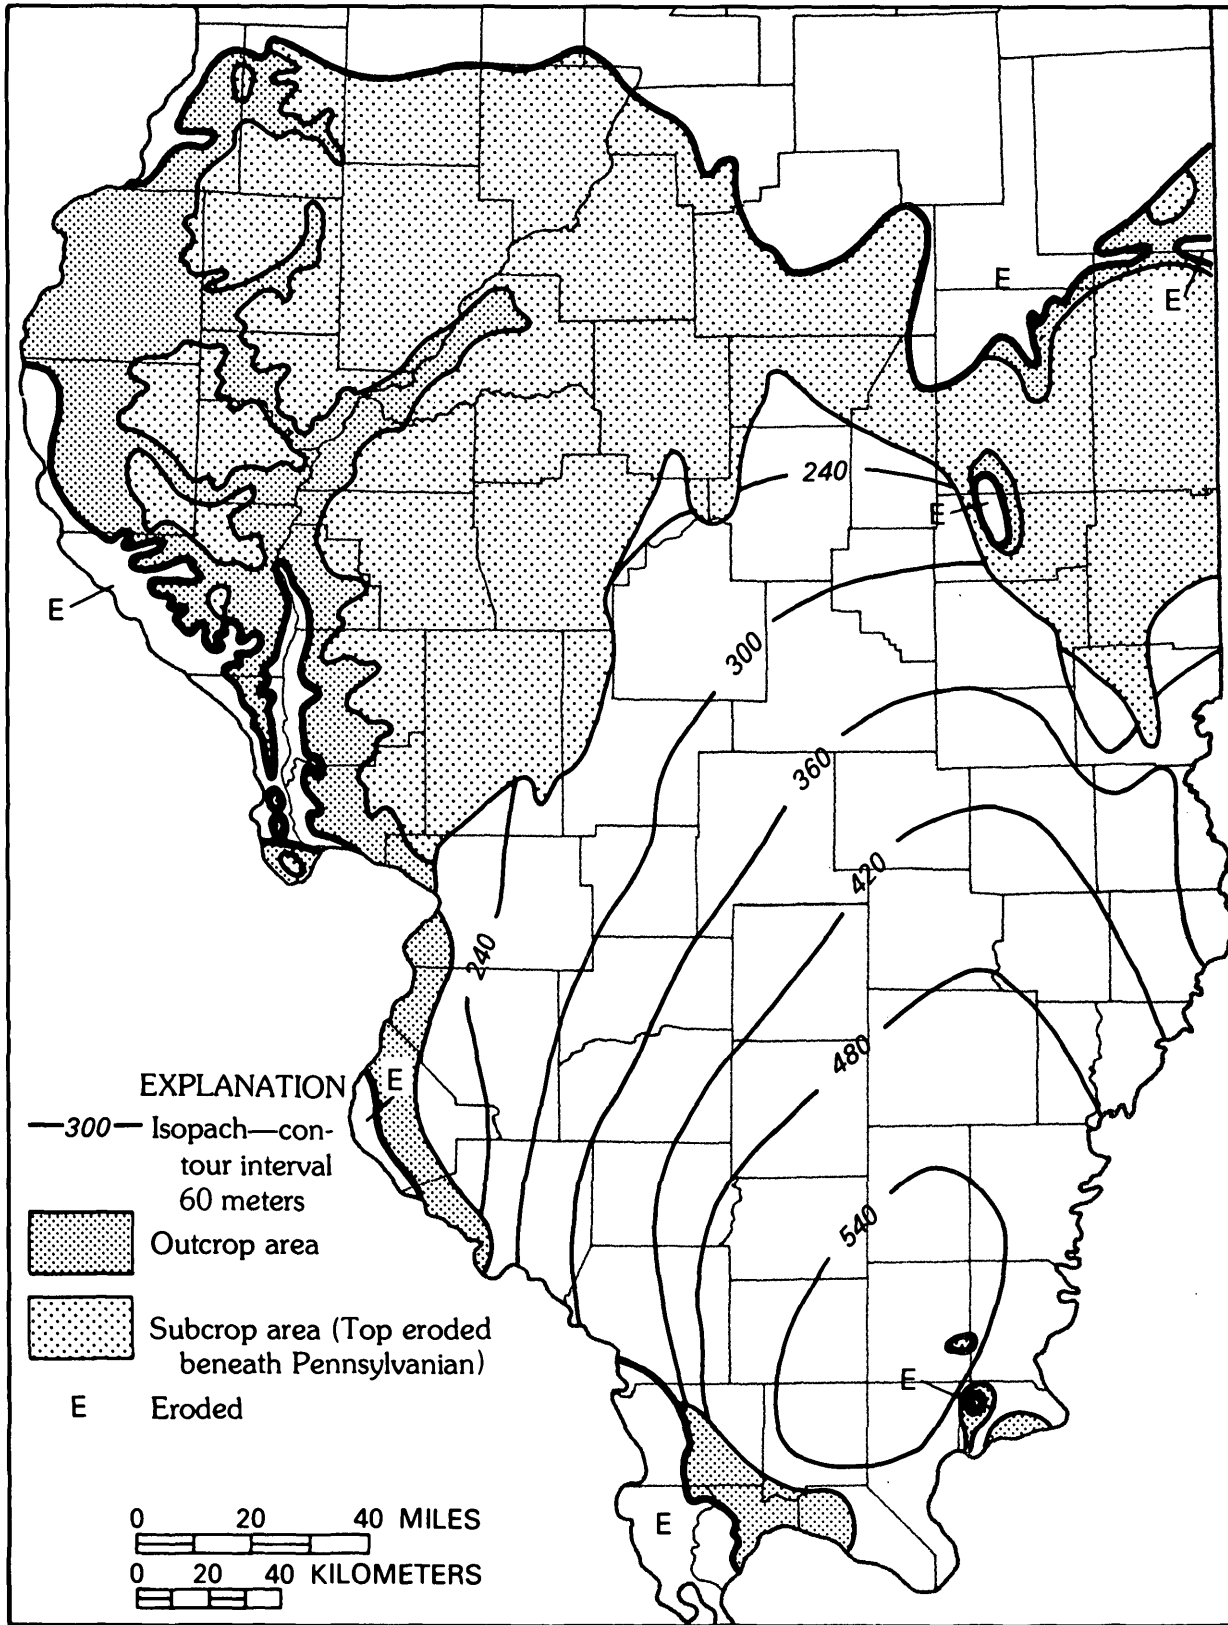 E
E
240
E
E
300
360
420
240
480
E
EXPLANATION
—300— Isopach—con-
tour interval
60 meters
540
Outcrop area
Subcrop area (Top eroded
beneath Pennsylvanian)
E
E Eroded
E
0 20 40 MILES
0 20 40 KILOMETERS